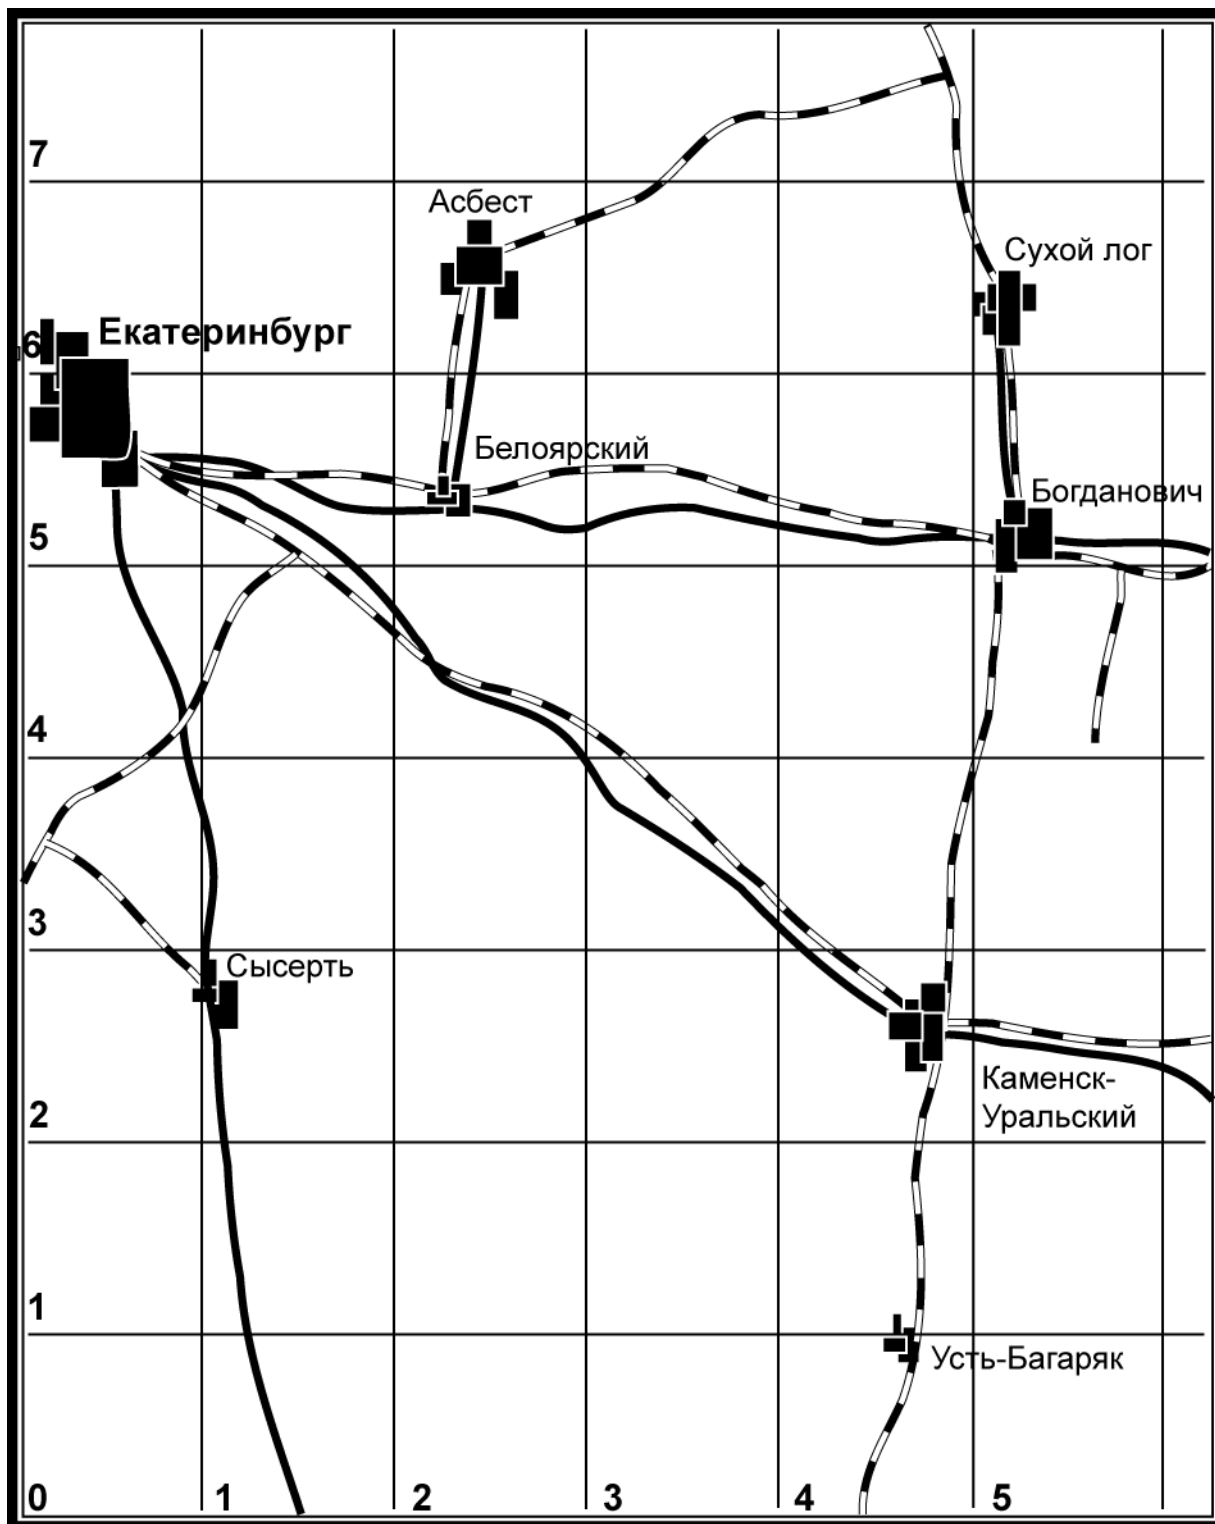 7
Асбест
Сухой лог
Екатеринбург
6
Белоярский
Богданович
5
4
3
Сысерть
Каменск-
Уральский
2
1
Усть-Багаряк
0 1 2 3 4 5